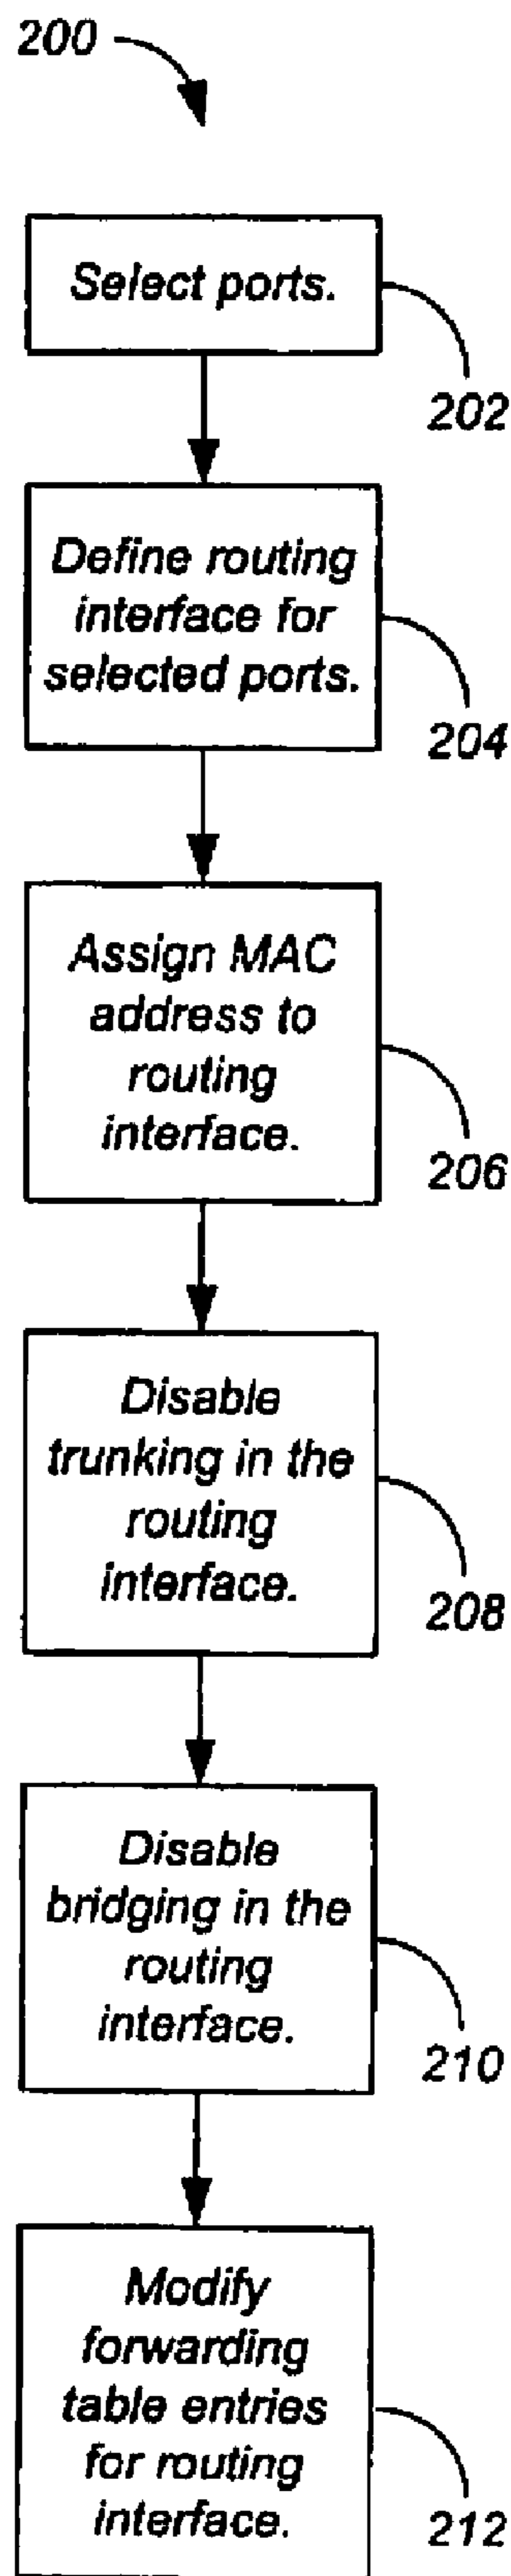 200
Select ports.
202
Define routing
interface for
selected ports.
204
Assign MAC
address to
routing
interface.
206
Disable
trunking in the
routing
interface.
208
Disable
bridging in the
routing
interface.
210
Modify
forwarding
table entries
for routing
interface.
212